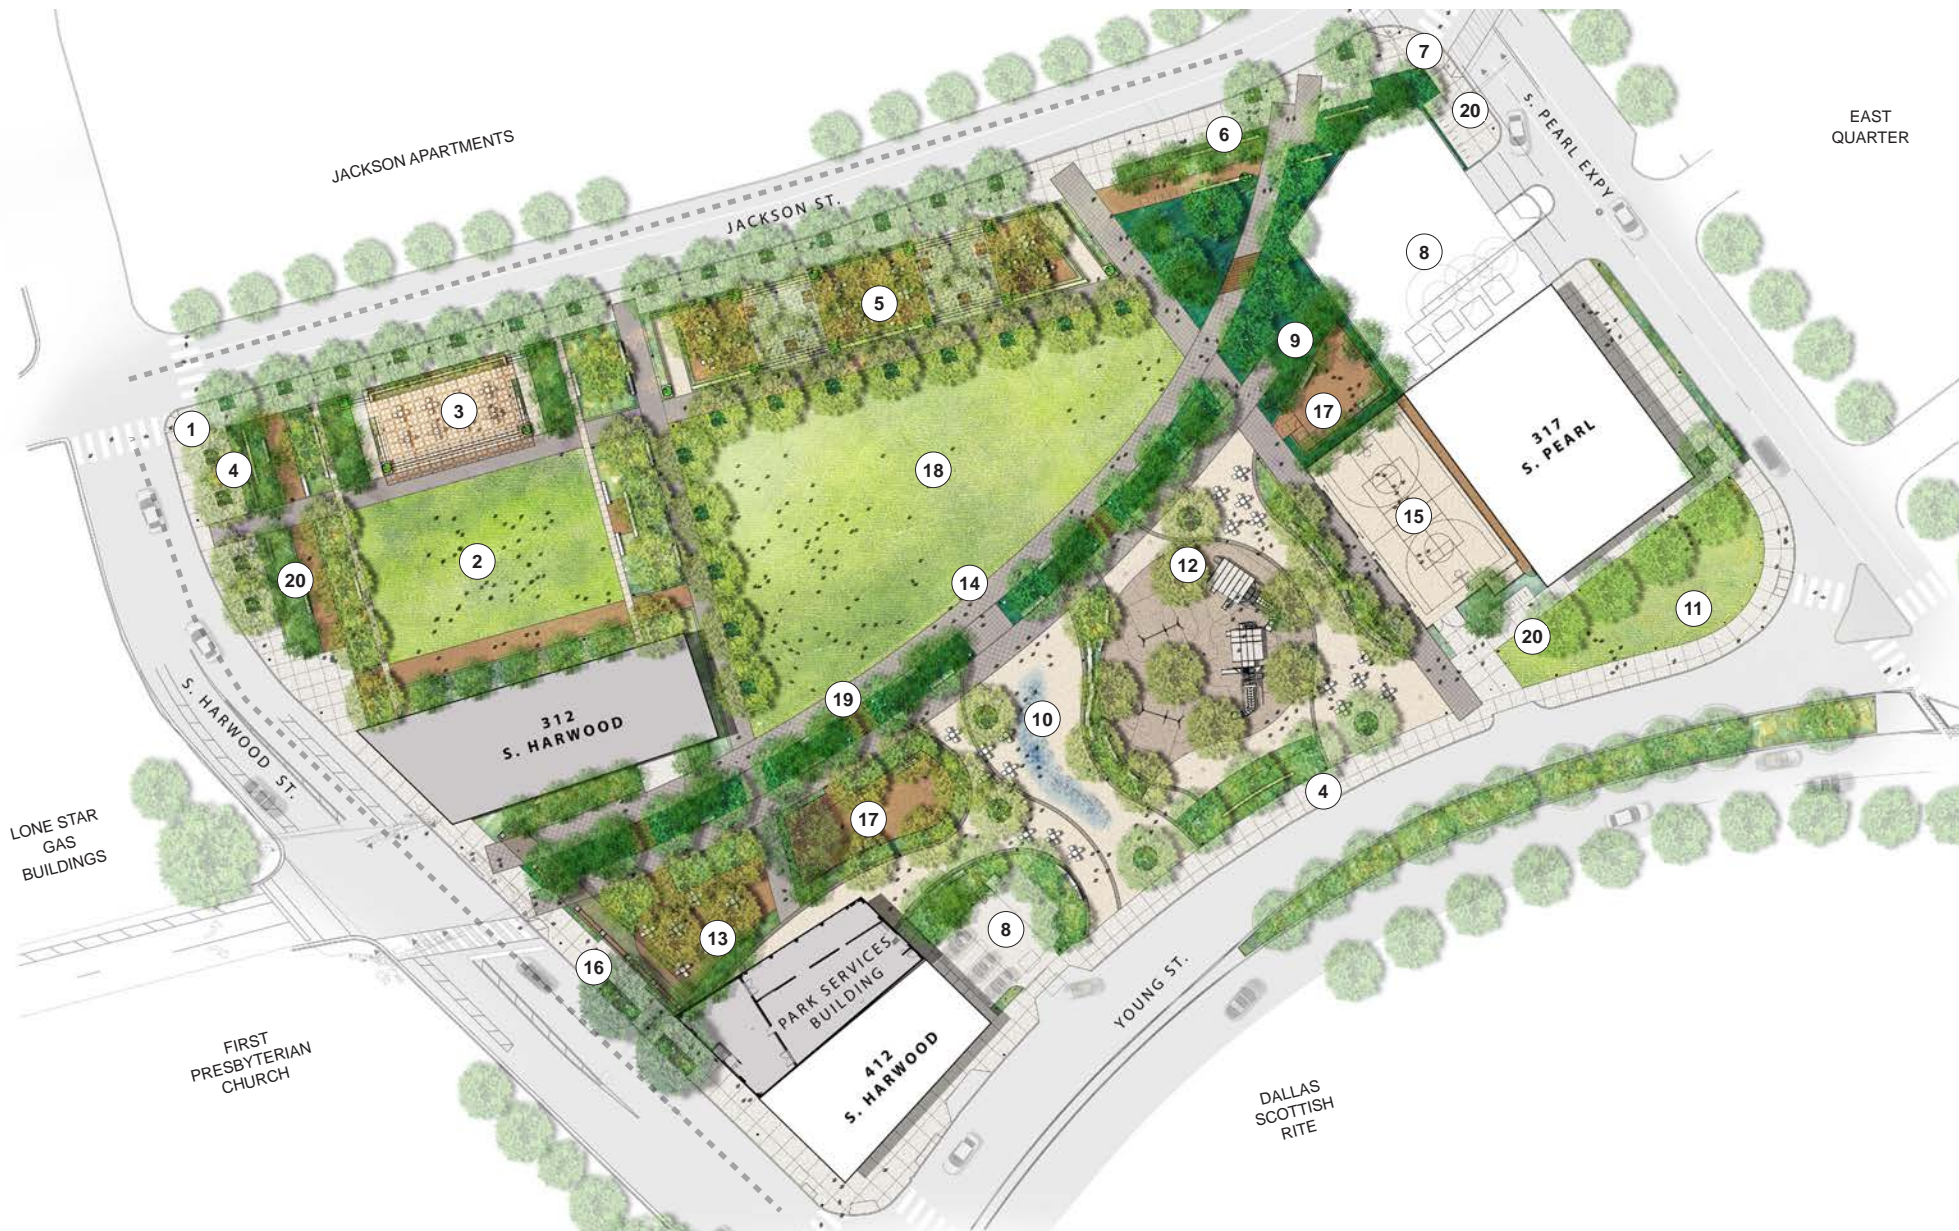 7
20
S. PEARL EXPY
EAST
QUARTER
6
JACKSON APARTMENTS
JACKSON ST.
8
5
9
3
17
1
4
317
S. PEARL
18
15
2
12
14
20
11
20
19
10
312
S. HARWOOD
S. HARWOOD ST.
4
17
LONE STAR
GAS
BUILDINGS
13
8
16
PARK SERVICES
BUILDING
YOUNG ST.
412
S. HARWOOD
FIRST
PRESBYTERIAN
CHURCH
DALLAS
SCOTTISH
RITE